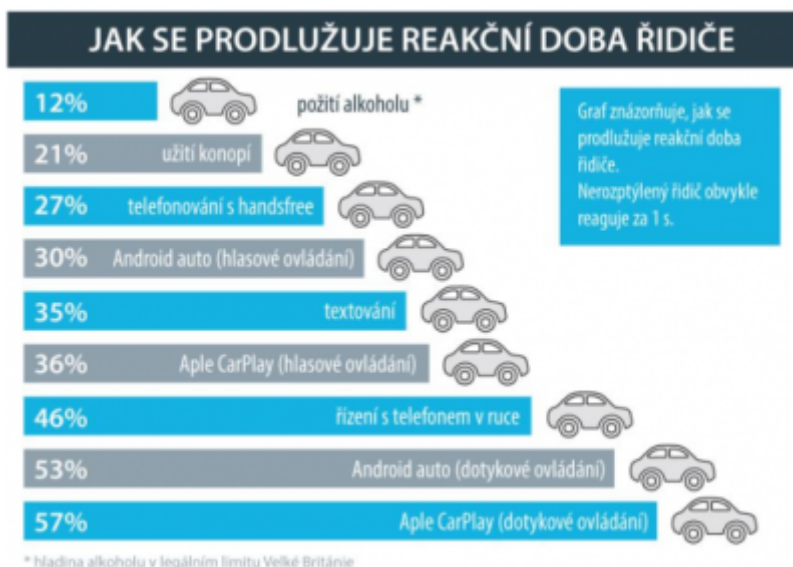 JAK SE PRODLUŽUJE REAKČNÍ DOBA ŘIDIČE
12% požití alkoholu *
21% užití konopí
27% telefonování s handsfree
30% Android auto (hlasové ovládání)
35% textování
36% Aple CarPlay (hlasové ovládání)
46% řízení s telefonem v ruce
53% Android auto (dotykové ovládání)
57% Aple CarPlay (dotykové ovládání)
Graf znázorňuje, jak se
prodlužuje reakční doba
řidiče.
Nerozptýlený řidič obvykle
reaguje za 1 s.
* hladina alkoholu v legálním limitu Velké Británie